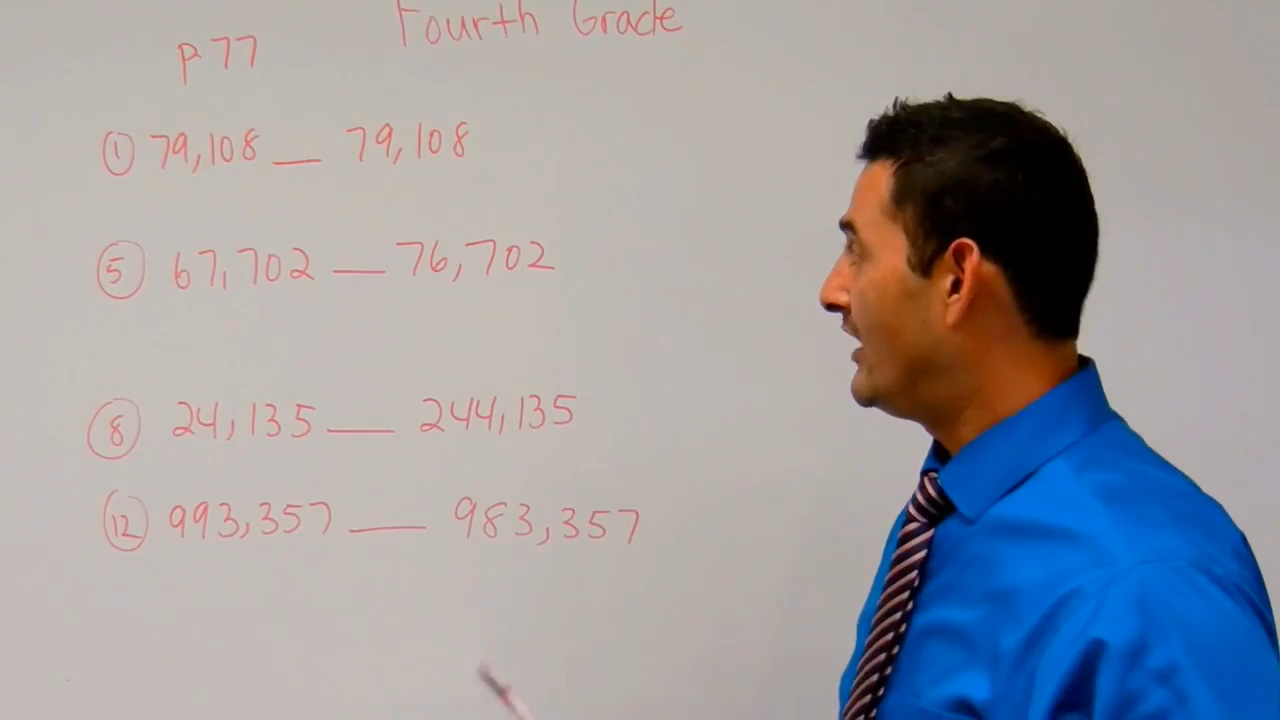 Fourth Grade
p 77
① 79,108 __ 79,108
⑤ 67,702 __ 76,702
⑧ 24,135 __ 244,135
⑫ 993,357 __ 983,357